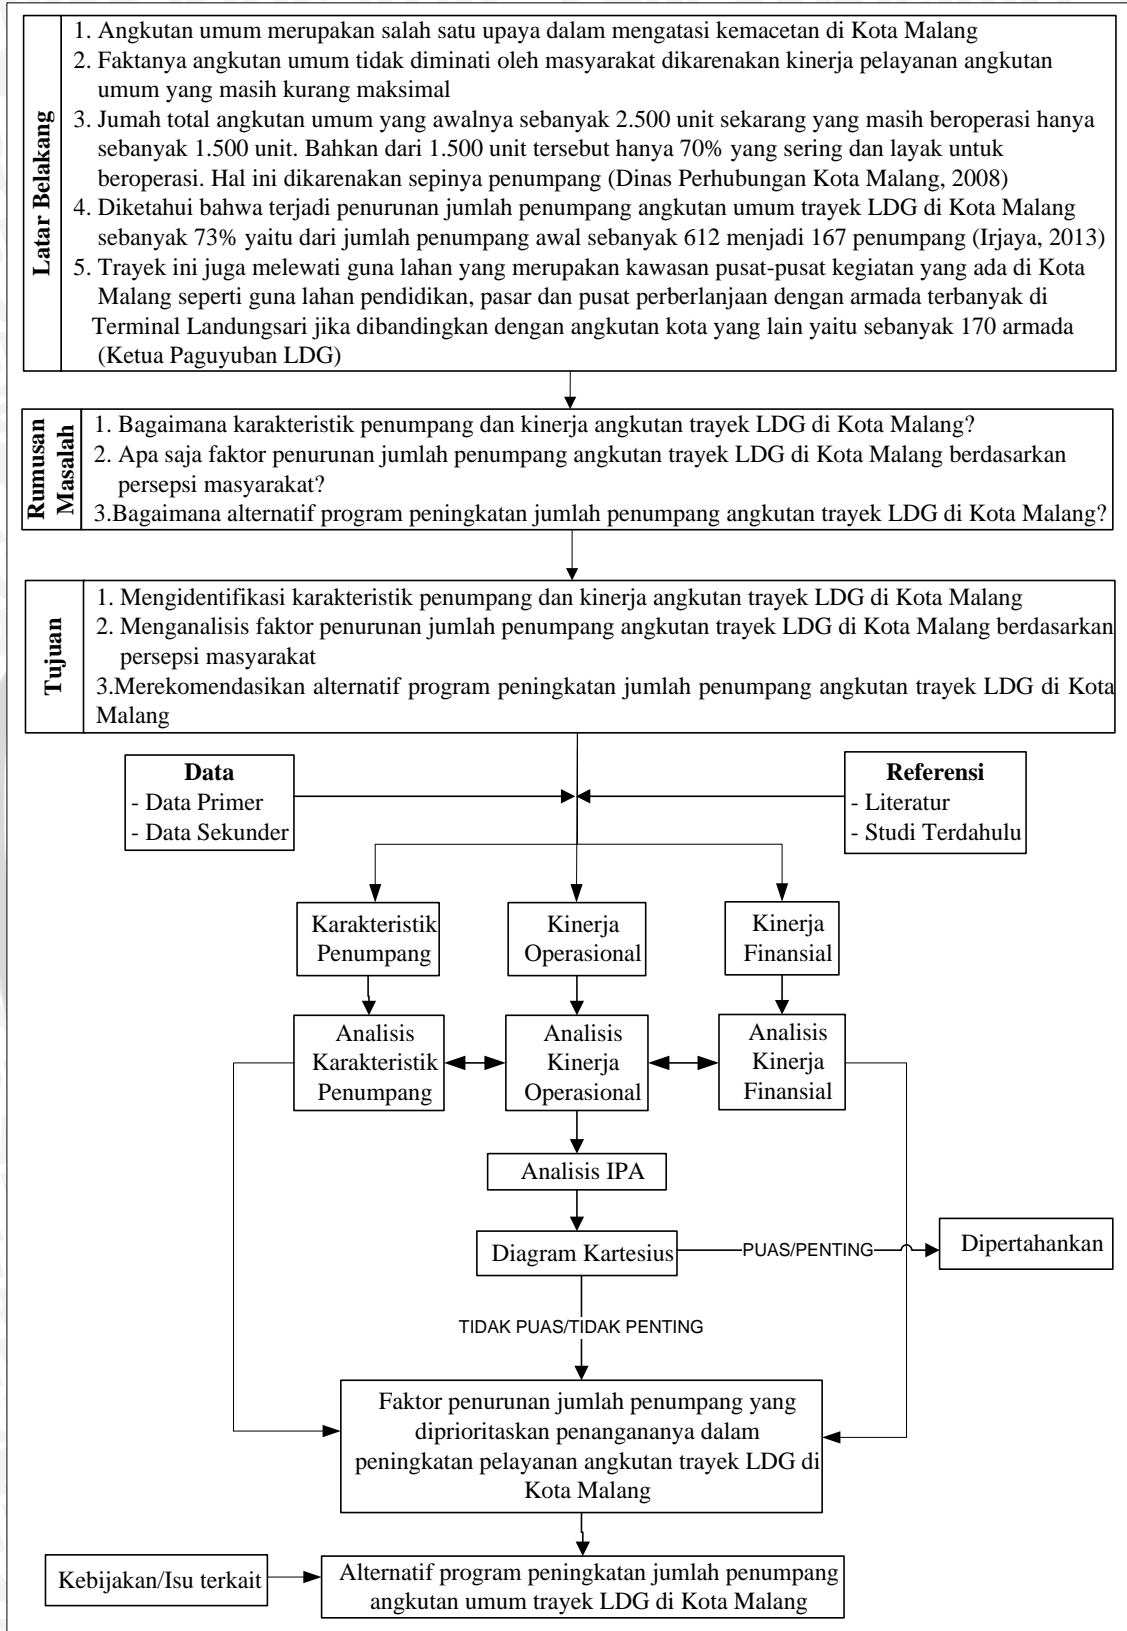 Latar Belakang
1. Angkutan umum merupakan salah satu upaya dalam mengatasi kemacetan di Kota Malang
2. Faktanya angkutan umum tidak diminati oleh masyarakat dikarenakan kinerja pelayanan angkutan
umum yang masih kurang maksimal
3. Jumah total angkutan umum yang awalnya sebanyak 2.500 unit sekarang yang masih beroperasi hanya
sebanyak 1.500 unit. Bahkan dari 1.500 unit tersebut hanya 70% yang sering dan layak untuk
beroperasi. Hal ini dikarenakan sepinya penumpang (Dinas Perhubungan Kota Malang, 2008)
4. Diketahui bahwa terjadi penurunan jumlah penumpang angkutan umum trayek LDG di Kota Malang
sebanyak 73% yaitu dari jumlah penumpang awal sebanyak 612 menjadi 167 penumpang (Irjaya, 2013)
5. Trayek ini juga melewati guna lahan yang merupakan kawasan pusat-pusat kegiatan yang ada di Kota
Malang seperti guna lahan pendidikan, pasar dan pusat perberlanjaan dengan armada terbanyak di
Terminal Landungsari jika dibandingkan dengan angkutan kota yang lain yaitu sebanyak 170 armada
(Ketua Paguyuban LDG)
Rumusan
Masalah
1. Bagaimana karakteristik penumpang dan kinerja angkutan trayek LDG di Kota Malang?
2. Apa saja faktor penurunan jumlah penumpang angkutan trayek LDG di Kota Malang berdasarkan
persepsi masyarakat?
3.Bagaimana alternatif program peningkatan jumlah penumpang angkutan trayek LDG di Kota Malang?
Tujuan
1. Mengidentifikasi karakteristik penumpang dan kinerja angkutan trayek LDG di Kota Malang
2. Menganalisis faktor penurunan jumlah penumpang angkutan trayek LDG di Kota Malang berdasarkan
persepsi masyarakat
3.Merekomendasikan alternatif program peningkatan jumlah penumpang angkutan trayek LDG di Kota
Malang
Data
- Data Primer
- Data Sekunder
Referensi
- Literatur
- Studi Terdahulu
Karakteristik
Penumpang
Kinerja
Operasional
Kinerja
Finansial
Analisis
Karakteristik
Penumpang
Analisis
Kinerja
Operasional
Analisis
Kinerja
Finansial
Analisis IPA
Diagram Kartesius
PUAS/PENTING
Dipertahankan
TIDAK PUAS/TIDAK PENTING
Faktor penurunan jumlah penumpang yang
diprioritaskan penangananya dalam
peningkatan pelayanan angkutan trayek LDG di
Kota Malang
Kebijakan/Isu terkait
Alternatif program peningkatan jumlah penumpang
angkutan umum trayek LDG di Kota Malang